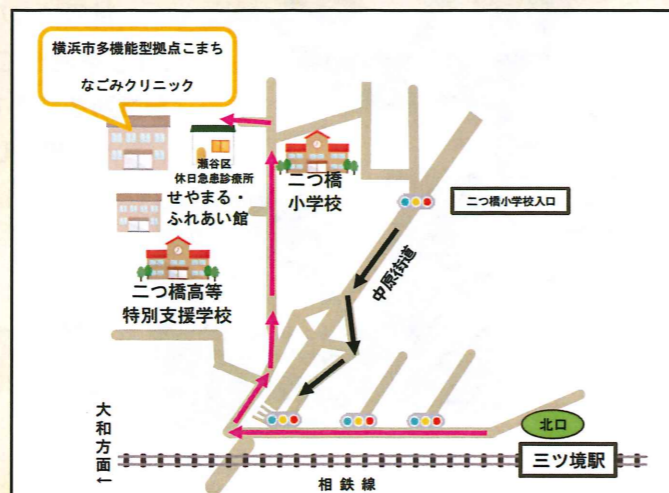 横浜市多機能型拠点こまち
なごみクリニック
瀬谷区
休日急患診療所
二つ橋
小学校
せやまる・
ふれあい館
二つ橋小学校入口
中原街道
二つ橋高等
特別支援学校
大和方面←
北口
三ツ境駅
相鉄線